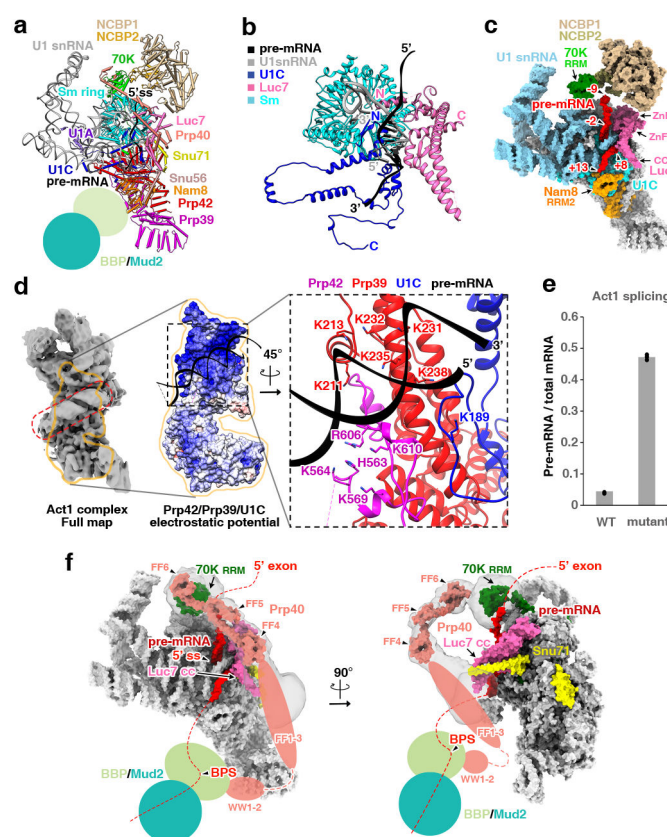 a
NCBP1
NCBP2
U1 snRNA
70K
Sm ring
5'ss
Luc7
Prp40
U1A
Snu71
U1C
Snu56
pre-mRNA
Nam8
Prp42
Prp39
BBP/Mud2
b
5'
pre-mRNA
U1snRNA
U1C
Luc7
Sm
N
N
C
5'
3'
C
c
NCBP1
NCBP2
U1 snRNA
70K
RRM
-9
pre-mRNA
-2
CC
Luc
+13
+8
U1C
Nam8
RRM2
d
Act1 complex
Full map
45°
Prp42/Prp39/U1C
electrostatic potential
Prp42 Prp39 U1C pre-mRNA
K232
K213
K231
3'
K235
5'
K238
K211
K189
R606
K610
K564
H563
K569
e
Act1 splicing
Pre-mRNA / total mRNA
0.6
0.5
0.4
0.3
0.2
0.1
0
WT
mutant
f
FF6
70K RRM
5' exon
FF5
Prp40
FF4
pre-mRNA
5' ss
Luc7 cc
FF1-3
BPS
BBP/Mud2
WW1-2
90°
FF6
70K RRM
5' exon
FF5
pre-mRNA
Prp40
FF4
Luc7 cc
Snu71
FF1-3
BPS
WW1-2
BBP/Mud2